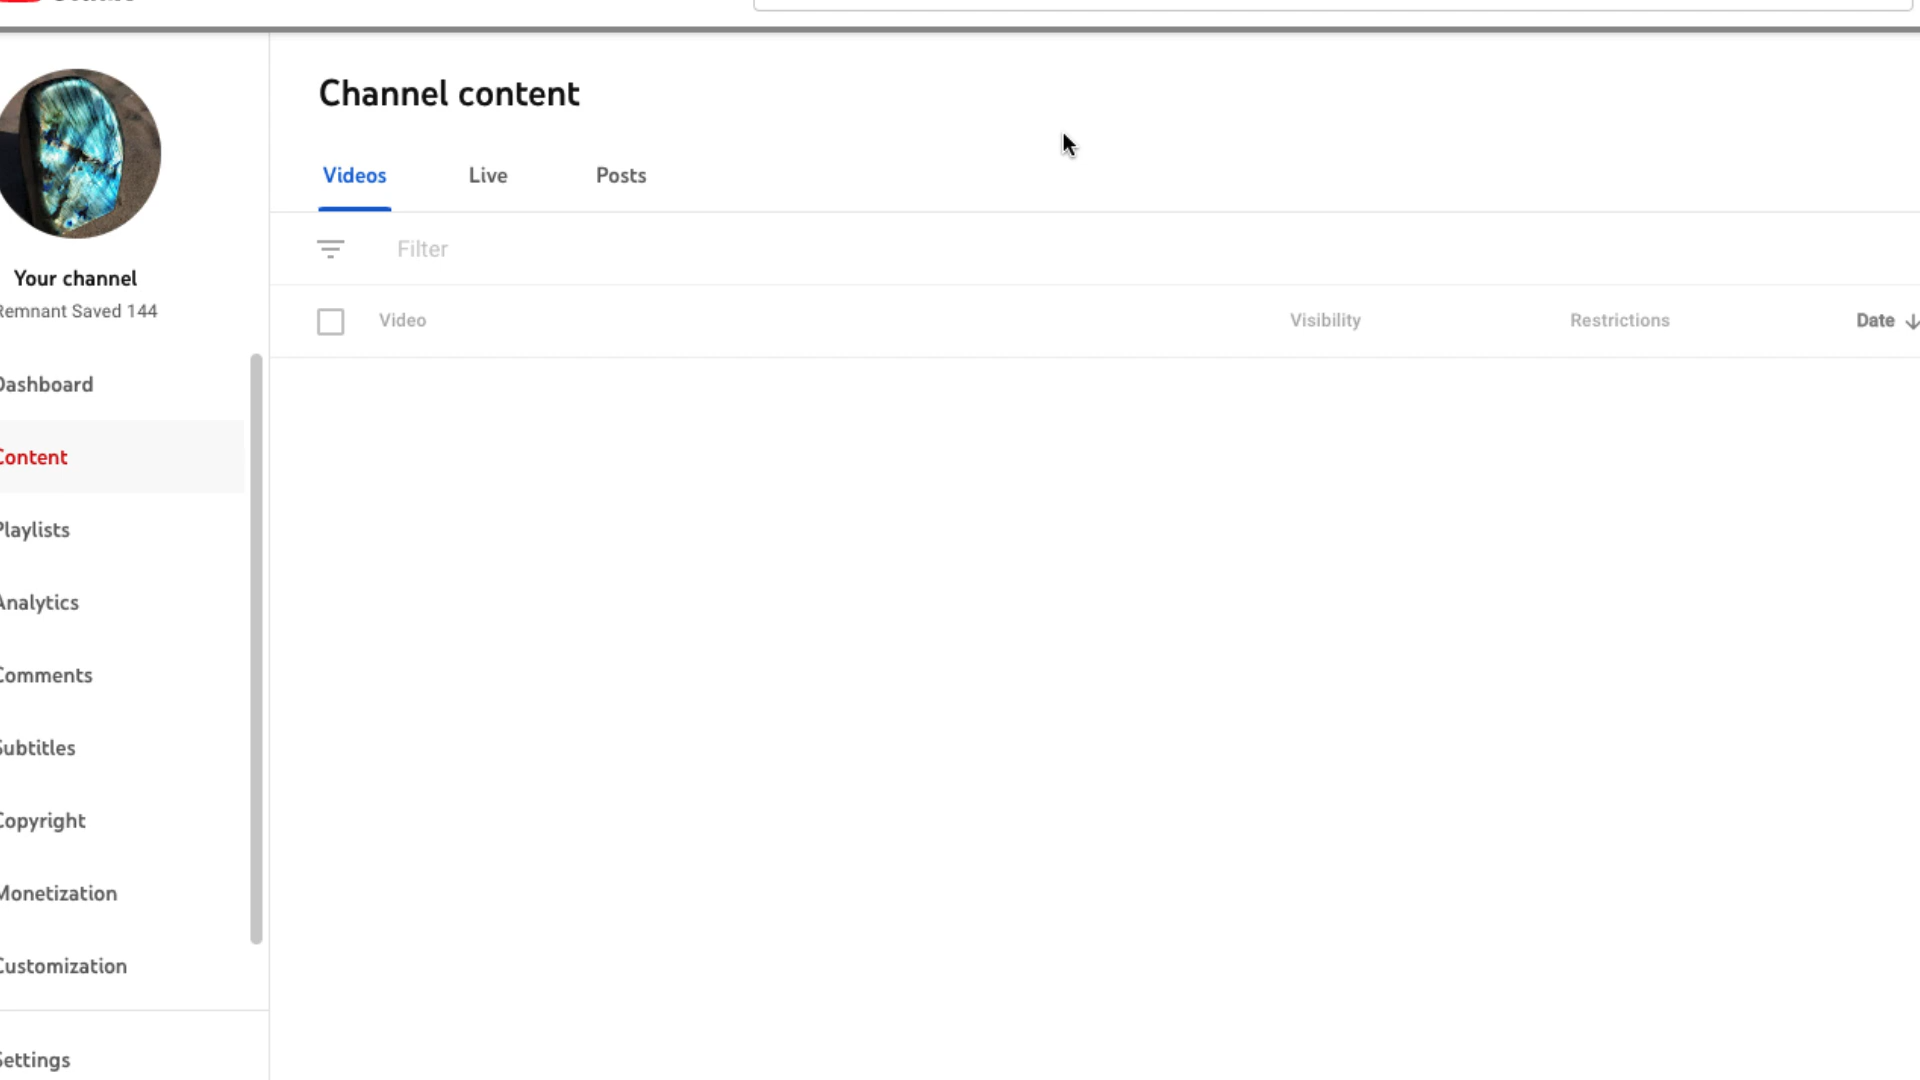 Channel content
Videos
Live
Posts
Filter
Video
Visibility
Restrictions
Date
Your channel
Remnant Saved 144
Dashboard
Content
Playlists
Analytics
Comments
Subtitles
Copyright
Monetization
Customization
Settings